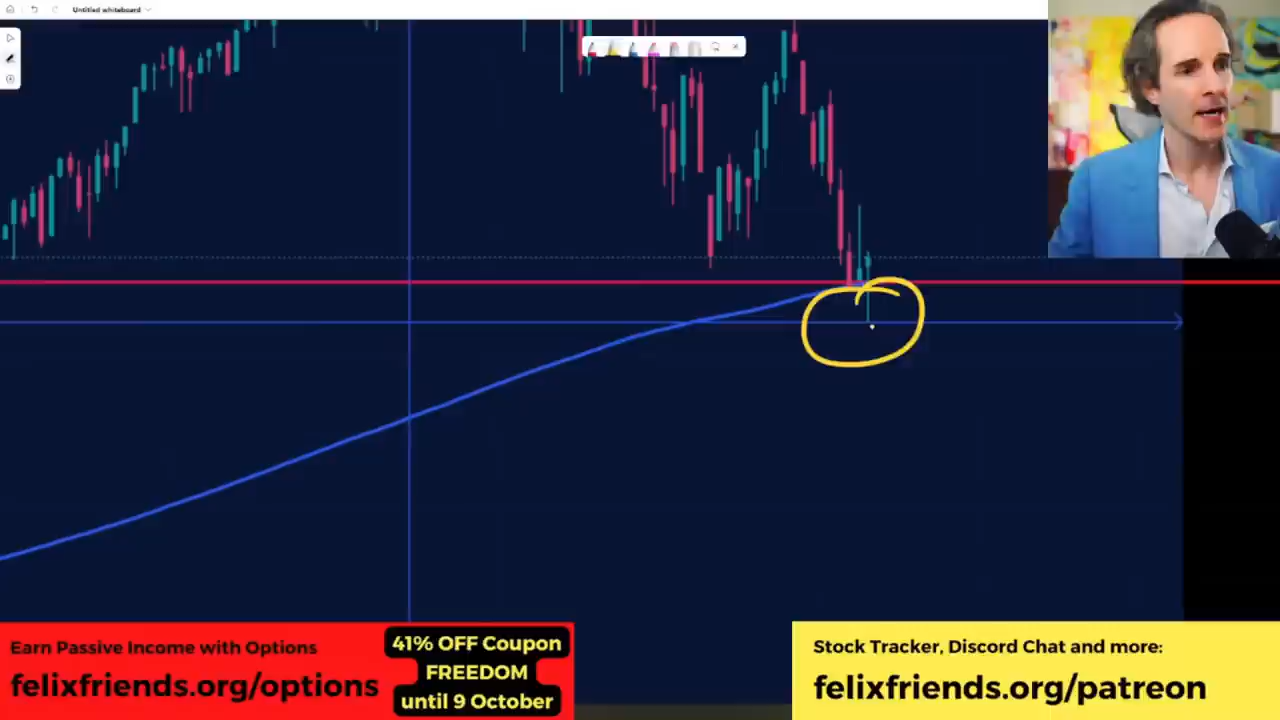 Untitled whiteboard
Earn Passive Income with Options
felixfriends.org/options
41% OFF Coupon
FREEDOM
until 9 October
Stock Tracker, Discord Chat and more:
felixfriends.org/patreon